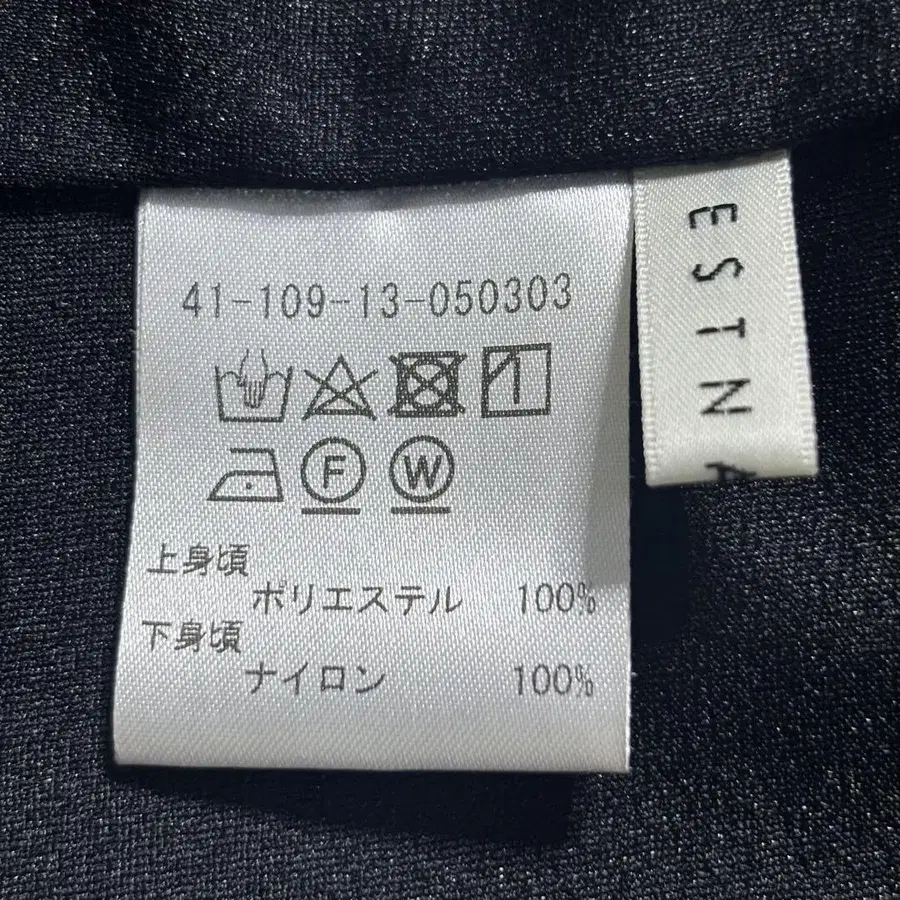 41-109-13-050303
F W
上身頃
ポリエステル 100%
下身頃
ナイロン 100%
ESTNA